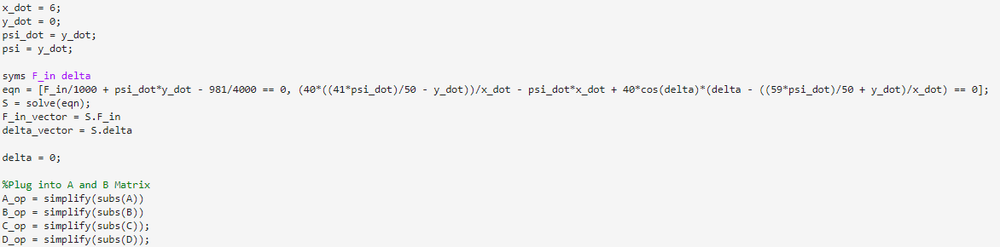 x_dot = 6;
y_dot = 0;
psi_dot = y_dot;
psi = y_dot;
syms F_in delta
eqn = [F_in/1000 + psi_dot*y_dot - 981/4000 == 0, (40*((41*psi_dot)/50 - y_dot))/x_dot - psi_dot*x_dot + 40*cos(delta)*(delta - ((59*psi_dot)/50 + y_dot)/x_dot) == 0];
S = solve(eqn);
F_in_vector = S.F_in
delta_vector = S.delta
delta = 0;
%Plug into A and B Matrix
A_op = simplify(subs(A))
B_op = simplify(subs(B))
C_op = simplify(subs(C));
D_op = simplify(subs(D));